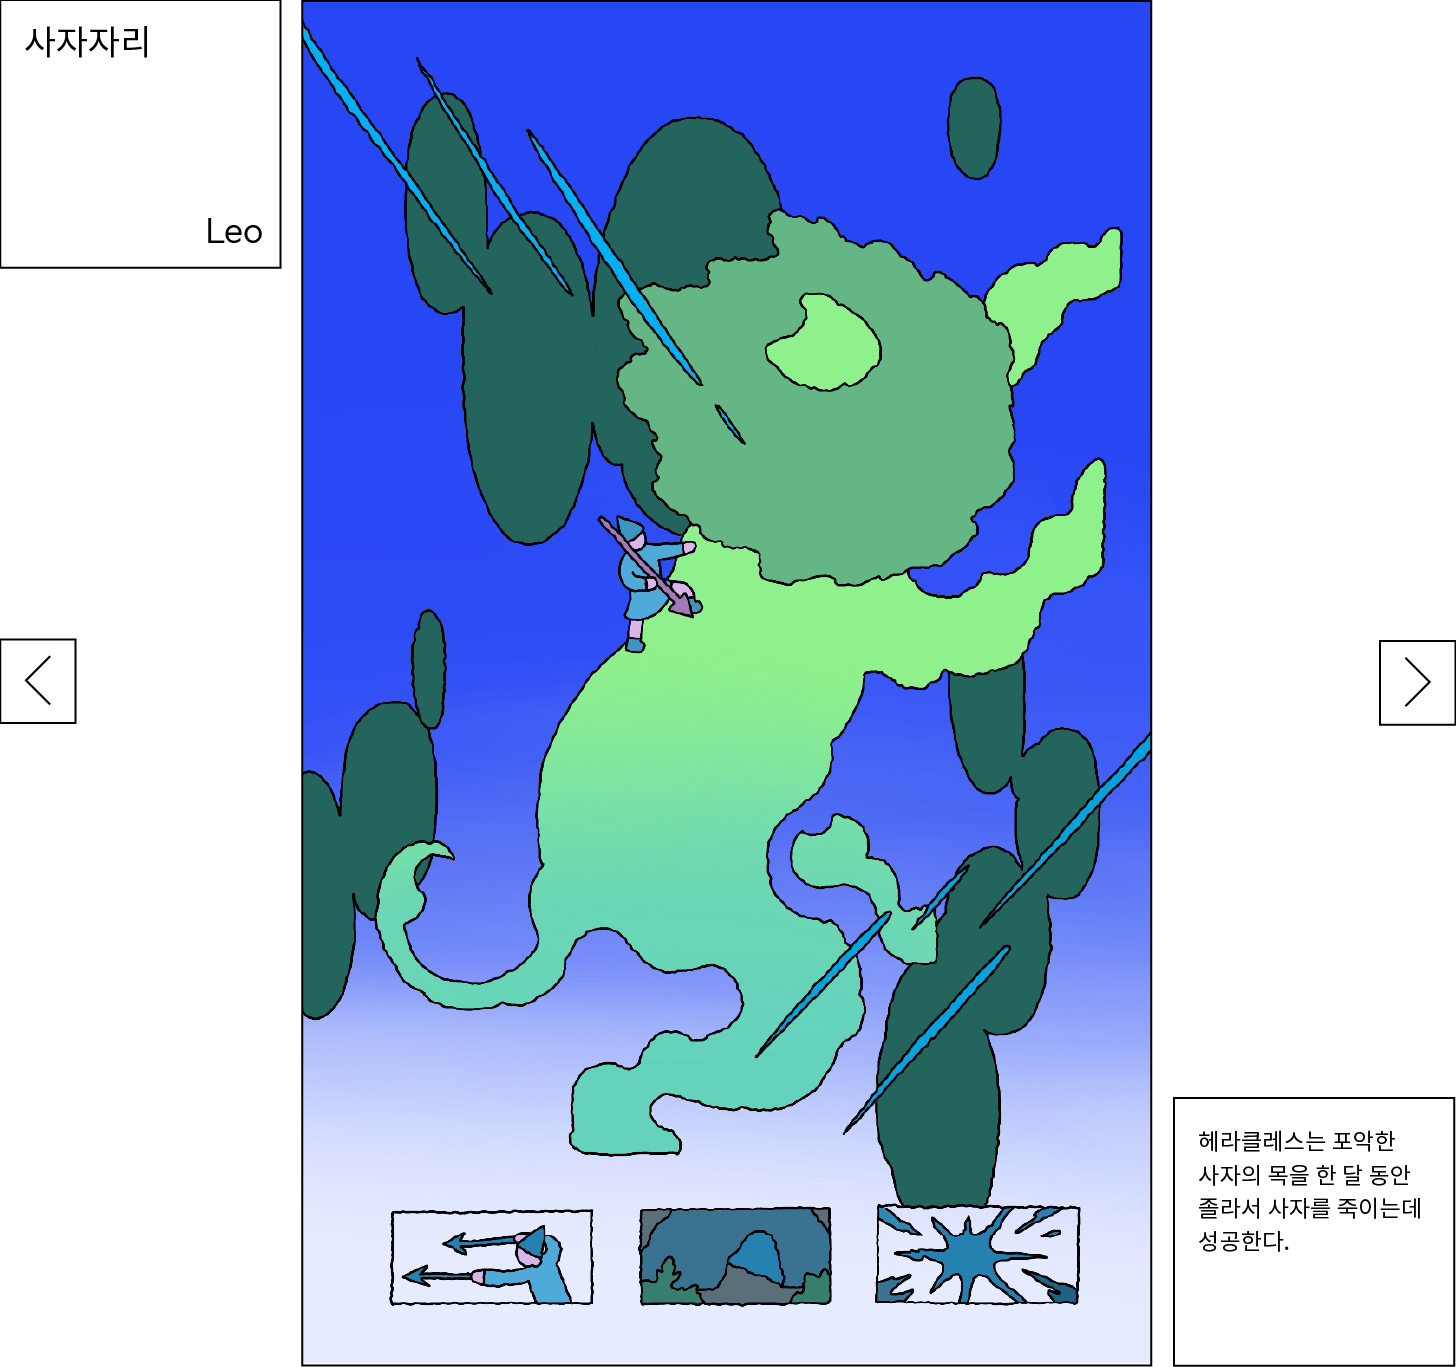 사자자리
Leo
헤라클레스는 포악한
사자의 목을 한 달 동안
졸라서 사자를 죽이는데
성공한다.